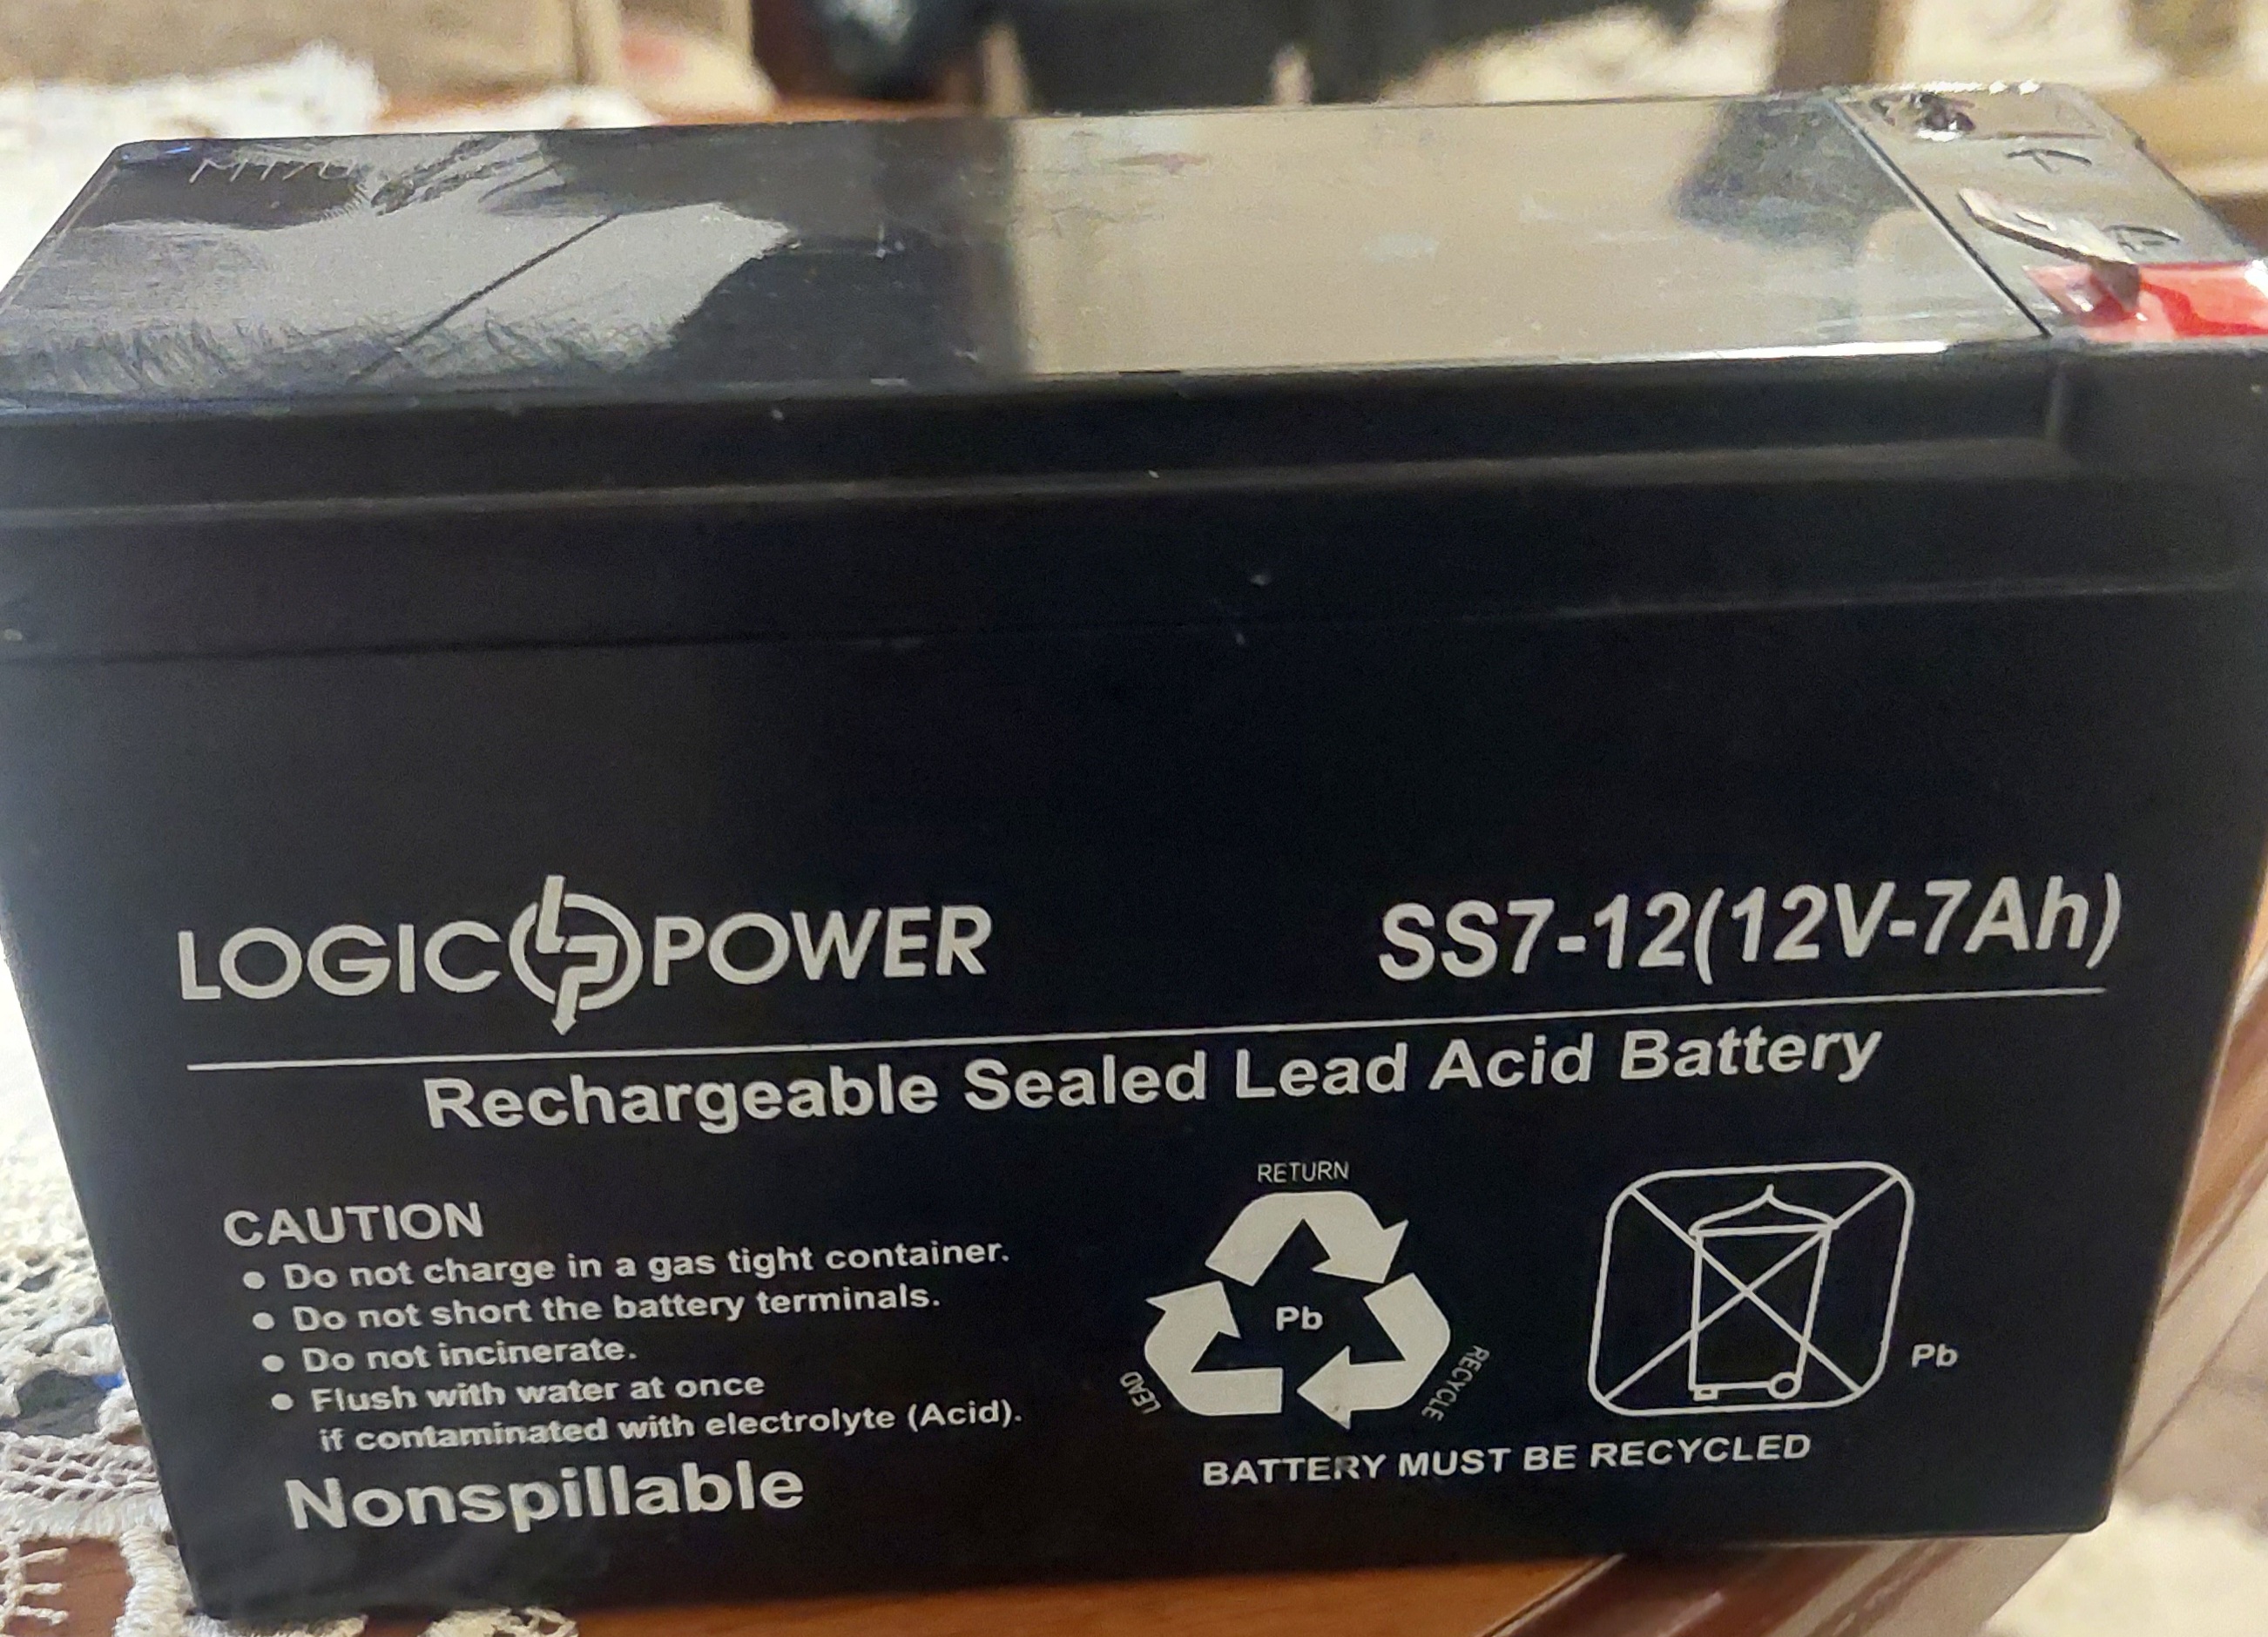 LOGIC POWER
SS7-12(12V-7Ah)
Rechargeable Sealed Lead Acid Battery
CAUTION
• Do not charge in a gas tight container.
• Do not short the battery terminals.
• Do not incinerate.
• Flush with water at once
if contaminated with electrolyte (Acid).
Nonspillable
RETURN
Pb
LEAD
RECYCLE
Pb
BATTERY MUST BE RECYCLED